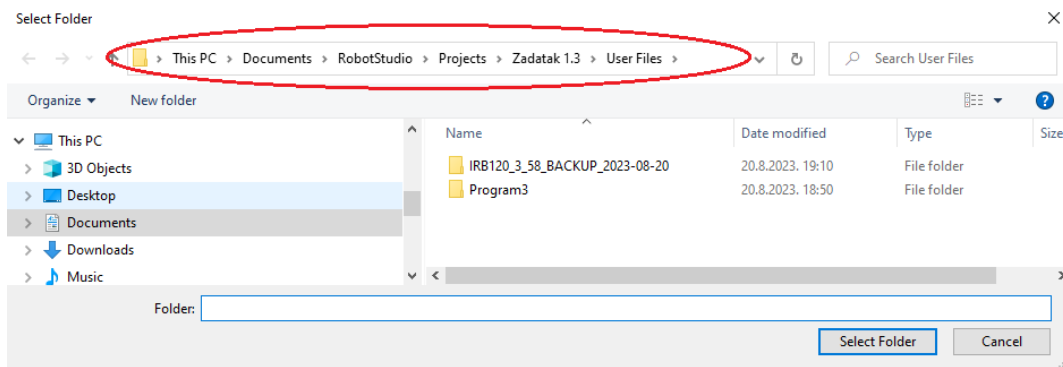 Select Folder
This PC > Documents > RobotStudio > Projects > Zadatak 1.3 > User Files >
Search User Files
Organize
New folder
?
This PC
3D Objects
Desktop
Documents
Downloads
Music
Name
Date modified
Type
Size
IRB120_3_58_BACKUP_2023-08-20
20.8.2023. 19:10
File folder
Program3
20.8.2023. 18:50
File folder
Folder:
Select Folder
Cancel